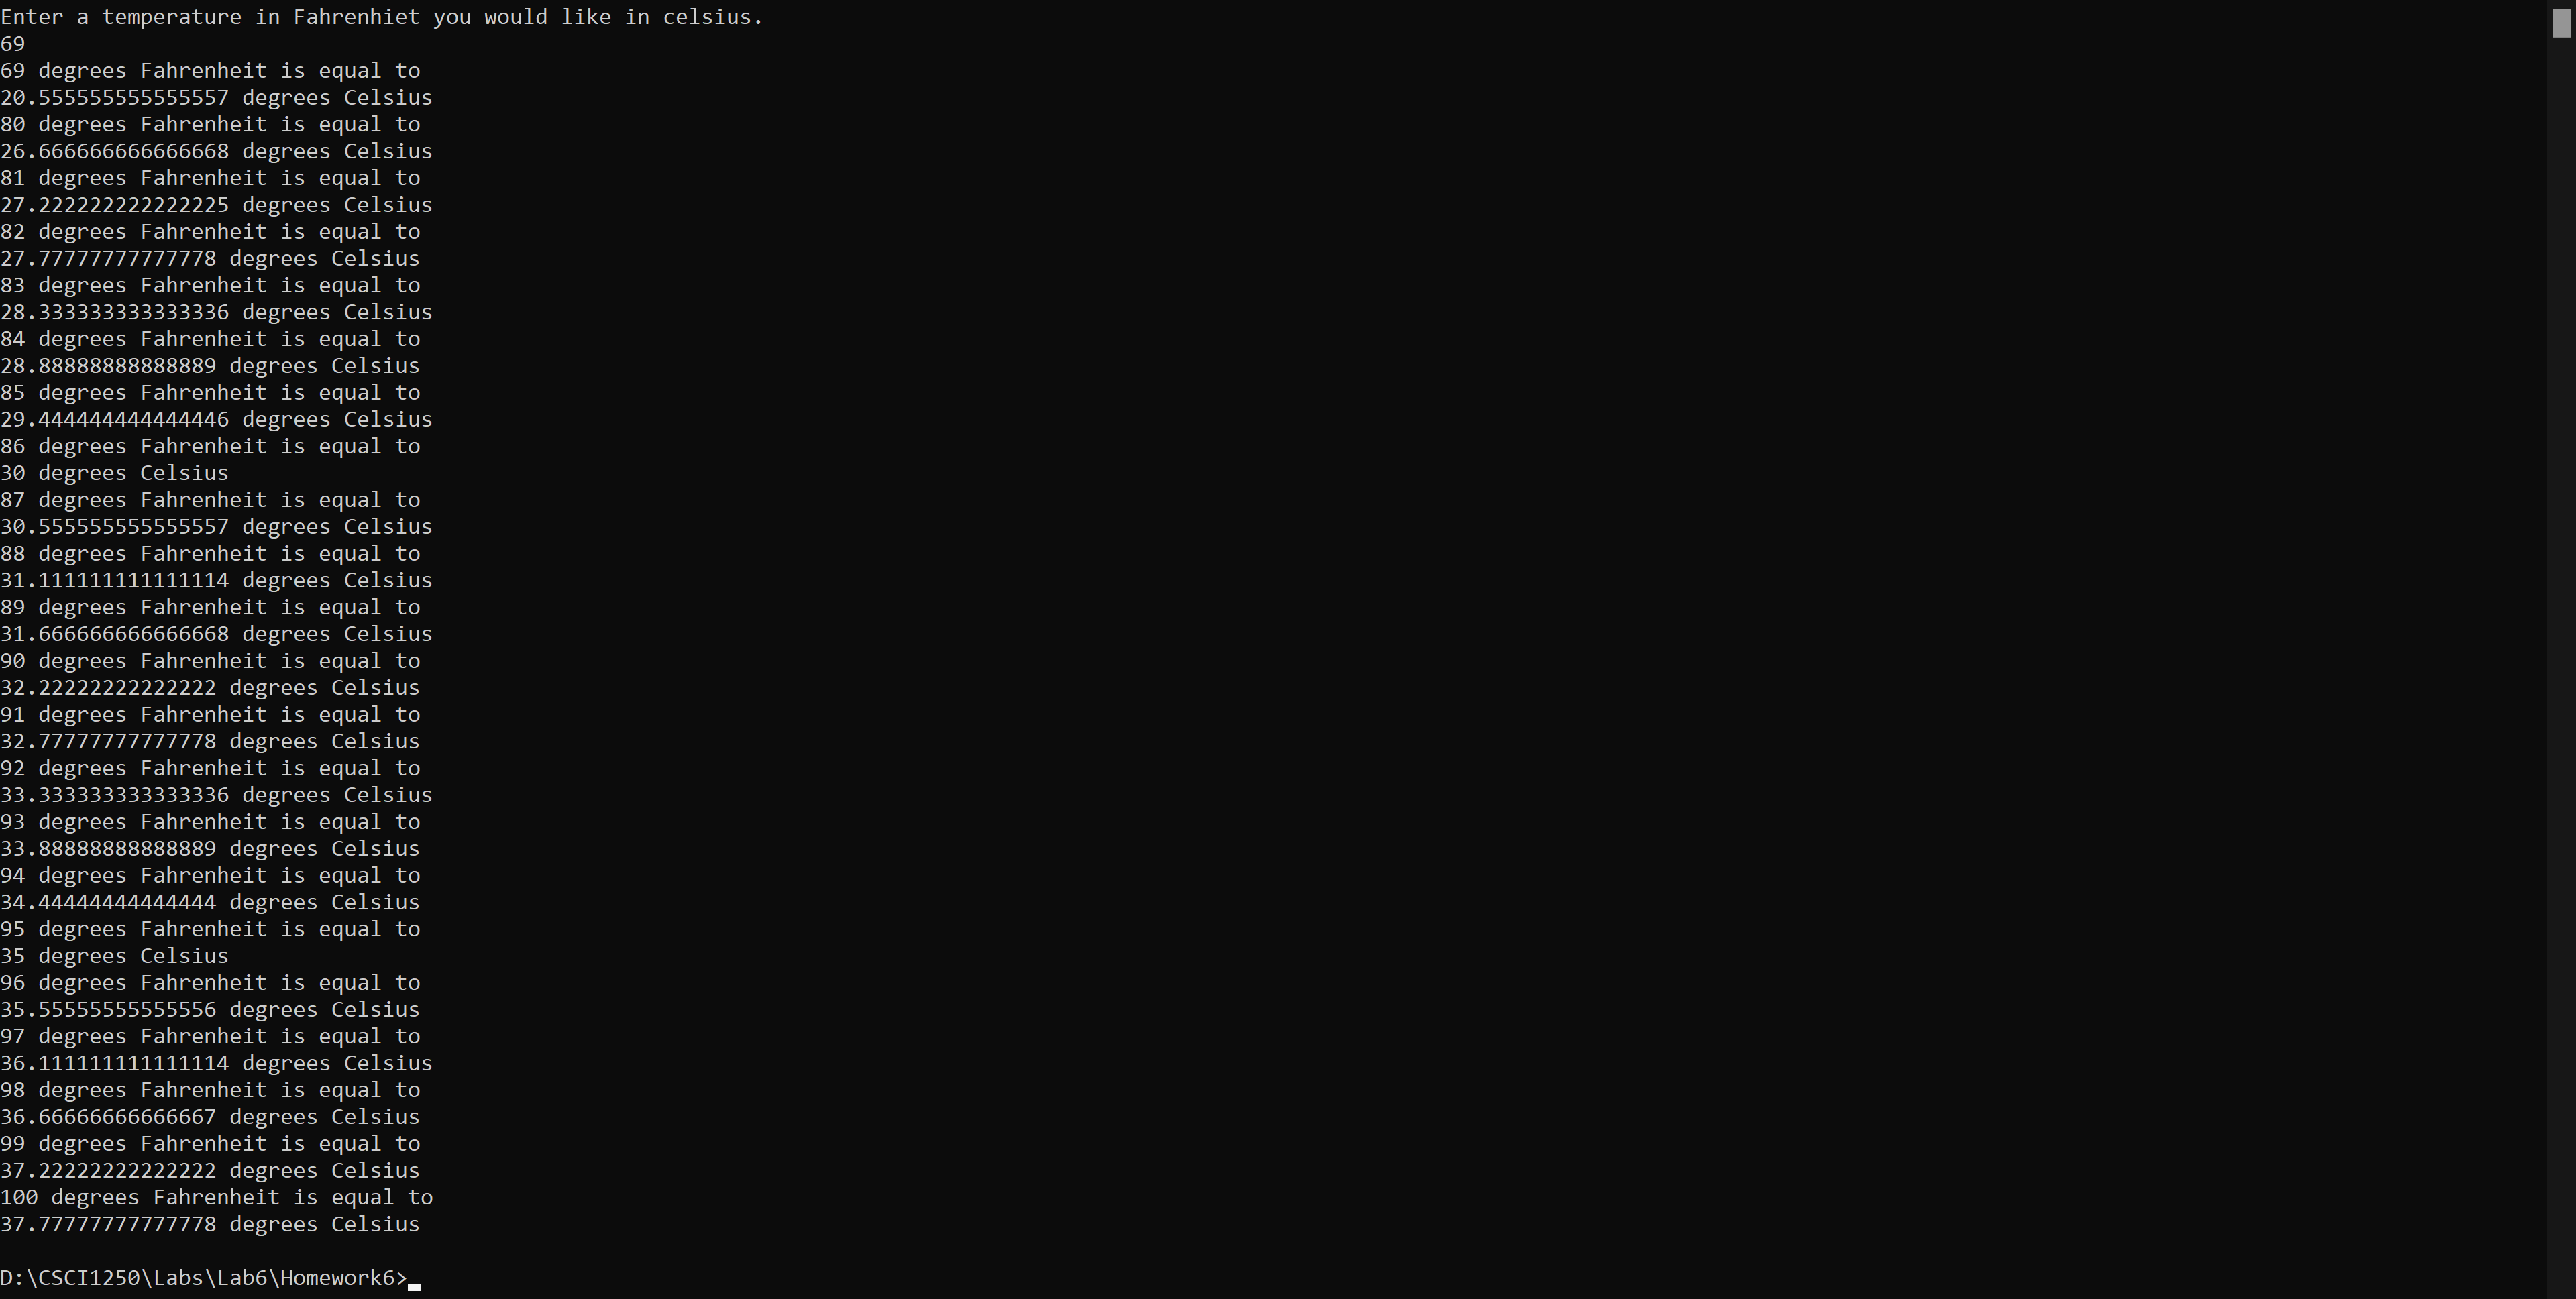 Enter a temperature in Fahrenhiet you would like in celsius.
69
69 degrees Fahrenheit is equal to
20.555555555555557 degrees Celsius
80 degrees Fahrenheit is equal to
26.666666666666668 degrees Celsius
81 degrees Fahrenheit is equal to
27.222222222222225 degrees Celsius
82 degrees Fahrenheit is equal to
27.77777777777778 degrees Celsius
83 degrees Fahrenheit is equal to
28.333333333333336 degrees Celsius
84 degrees Fahrenheit is equal to
28.88888888888889 degrees Celsius
85 degrees Fahrenheit is equal to
29.444444444444446 degrees Celsius
86 degrees Fahrenheit is equal to
30 degrees Celsius
87 degrees Fahrenheit is equal to
30.555555555555557 degrees Celsius
88 degrees Fahrenheit is equal to
31.111111111111114 degrees Celsius
89 degrees Fahrenheit is equal to
31.666666666666668 degrees Celsius
90 degrees Fahrenheit is equal to
32.22222222222222 degrees Celsius
91 degrees Fahrenheit is equal to
32.77777777777778 degrees Celsius
92 degrees Fahrenheit is equal to
33.333333333333336 degrees Celsius
93 degrees Fahrenheit is equal to
33.88888888888889 degrees Celsius
94 degrees Fahrenheit is equal to
34.44444444444444 degrees Celsius
95 degrees Fahrenheit is equal to
35 degrees Celsius
96 degrees Fahrenheit is equal to
35.55555555555556 degrees Celsius
97 degrees Fahrenheit is equal to
36.111111111111114 degrees Celsius
98 degrees Fahrenheit is equal to
36.66666666666667 degrees Celsius
99 degrees Fahrenheit is equal to
37.22222222222222 degrees Celsius
100 degrees Fahrenheit is equal to
37.77777777777778 degrees Celsius
D:\CSCI1250\Labs\Lab6\Homework6>